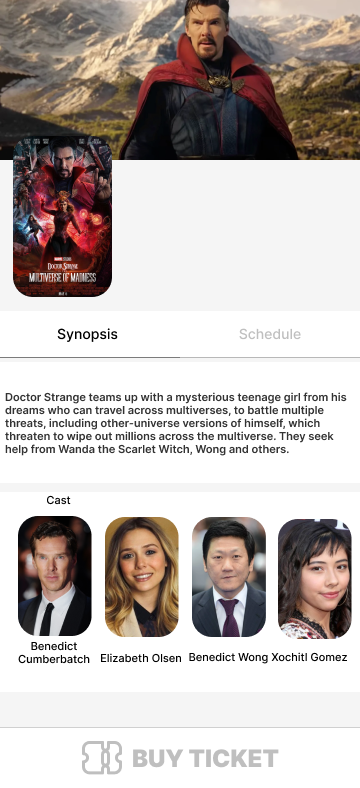 MARVEL STUDIOS
DOCTOR STRANGE
MULTIVERSE OF MADNESS
Synopsis
Schedule
Doctor Strange teams up with a mysterious teenage girl from his
dreams who can travel across multiverses, to battle multiple
threats, including other-universe versions of himself, which
threaten to wipe out millions across the multiverse. They seek
help from Wanda the Scarlet Witch, Wong and others.
Cast
Benedict
Cumberbatch
Elizabeth Olsen
Benedict Wong
Xochitl Gomez
BUY TICKET